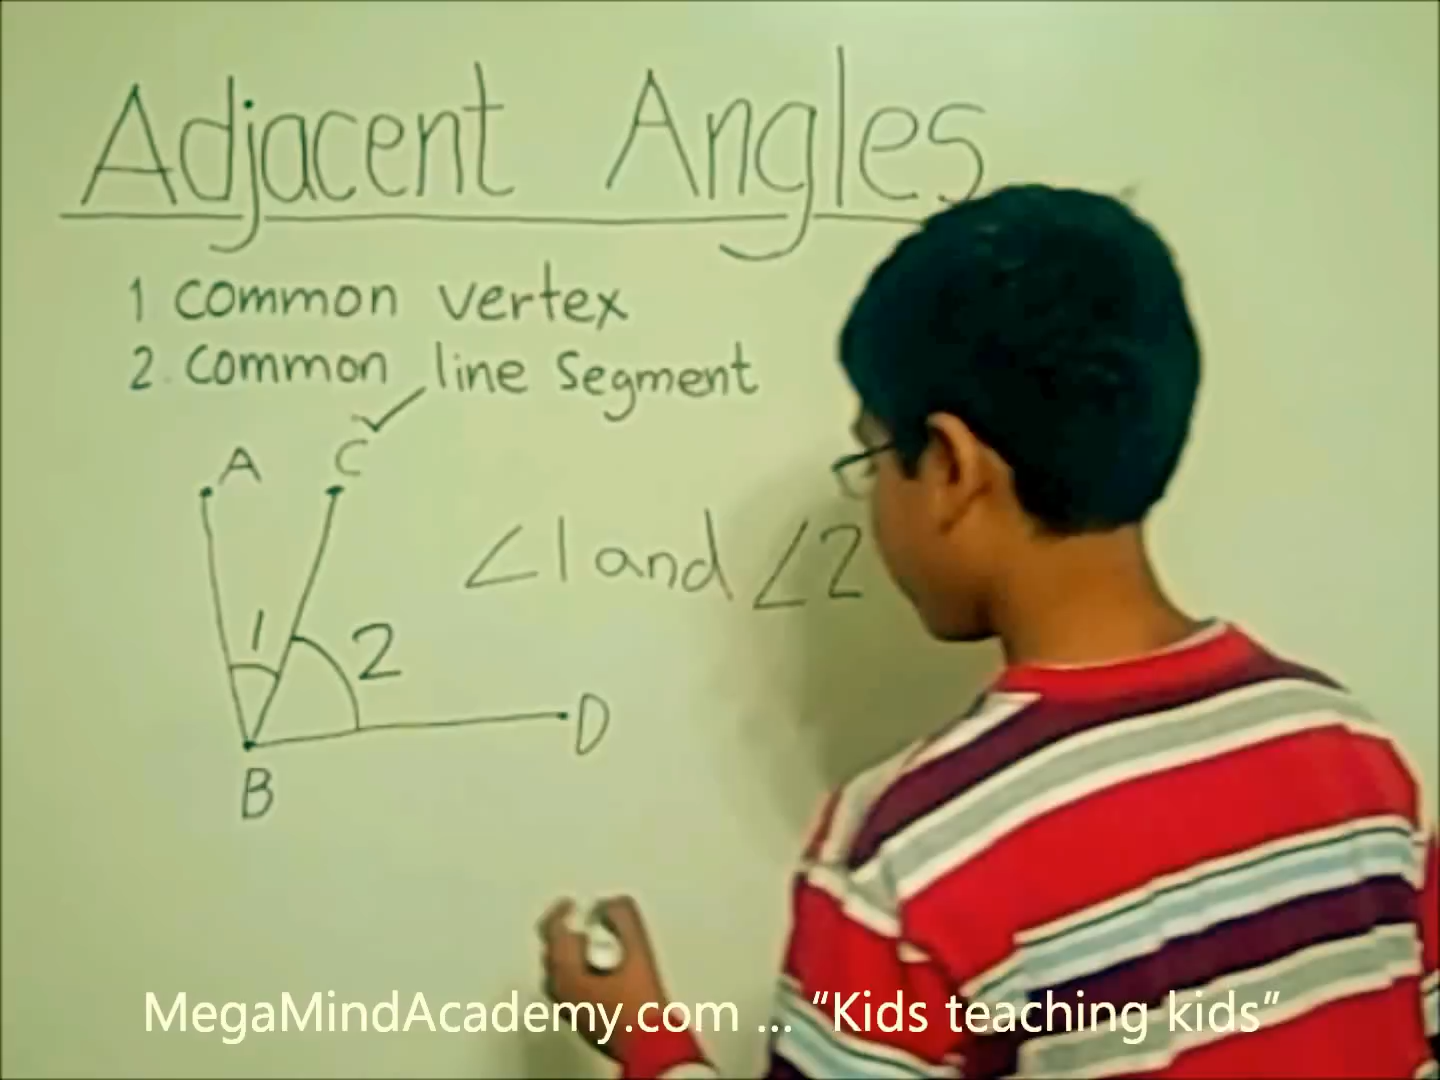 Adjacent Angles
1 common vertex
2. common line segment
A
C
∠1 and ∠2
1
2
D
B
MegaMindAcademy.com ... “Kids teaching kids”